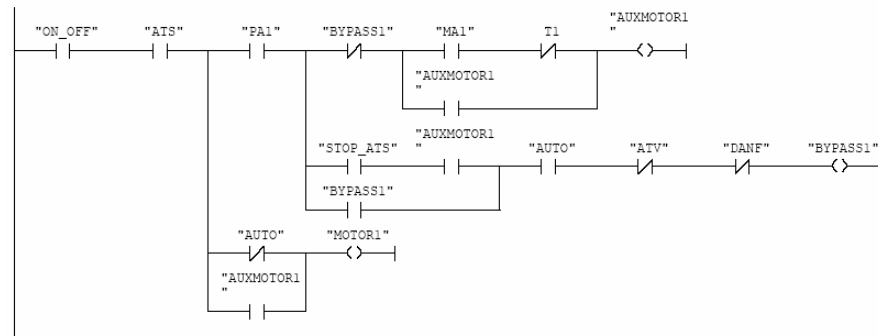 "AUXMOTOR1
"ON_OFF" "ATS" "PA1" "BYPASS1" "MA1" T1 "
"AUXMOTOR1
"
"AUXMOTOR1
"STOP_ATS" " "AUTO" "ATV" "DANF" "BYPASS1"
"BYPASS1"
"AUTO" "MOTOR1"
"AUXMOTOR1
"